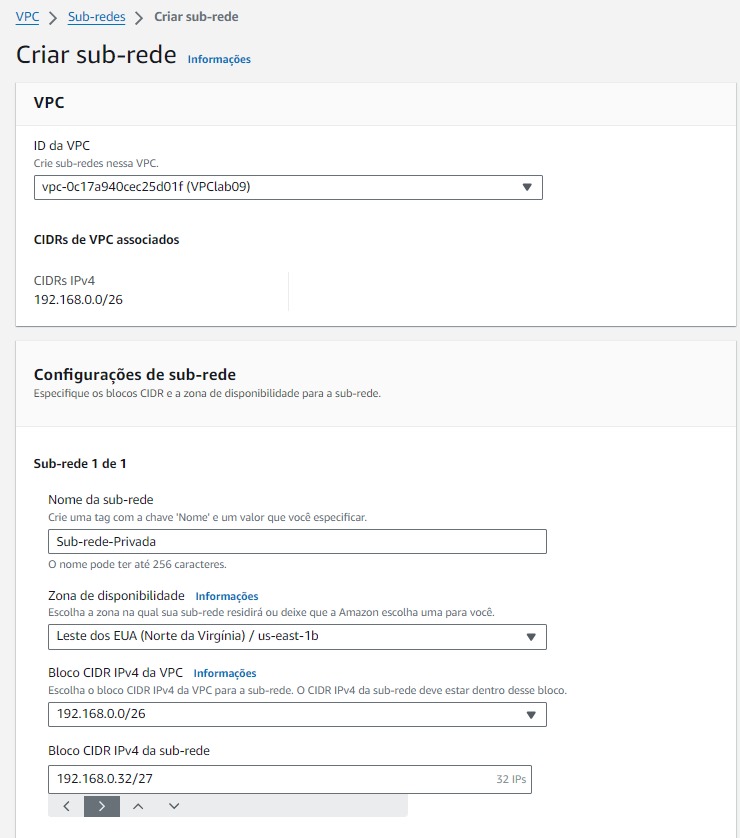 VPC > Sub-redes > Criar sub-rede
Criar sub-rede Informações
VPC
ID da VPC
Crie sub-redes nessa VPC.
vpc-0c17a940cec25d01f (VPClab09)
CIDRs de VPC associados
CIDRs IPv4
192.168.0.0/26
Configurações de sub-rede
Especifique os blocos CIDR e a zona de disponibilidade para a sub-rede.
Sub-rede 1 de 1
Nome da sub-rede
Crie uma tag com a chave 'Nome' e um valor que você especificar.
Sub-rede-Privada
O nome pode ter até 256 caracteres.
Zona de disponibilidade Informações
Escolha a zona na qual sua sub-rede residirá ou deixe que a Amazon escolha uma para você.
Leste dos EUA (Norte da Virgínia) / us-east-1b
Bloco CIDR IPv4 da VPC Informações
Escolha o bloco CIDR IPv4 da VPC para a sub-rede. O CIDR IPv4 da sub-rede deve estar dentro desse bloco.
192.168.0.0/26
Bloco CIDR IPv4 da sub-rede
192.168.0.32/27 32 IPs